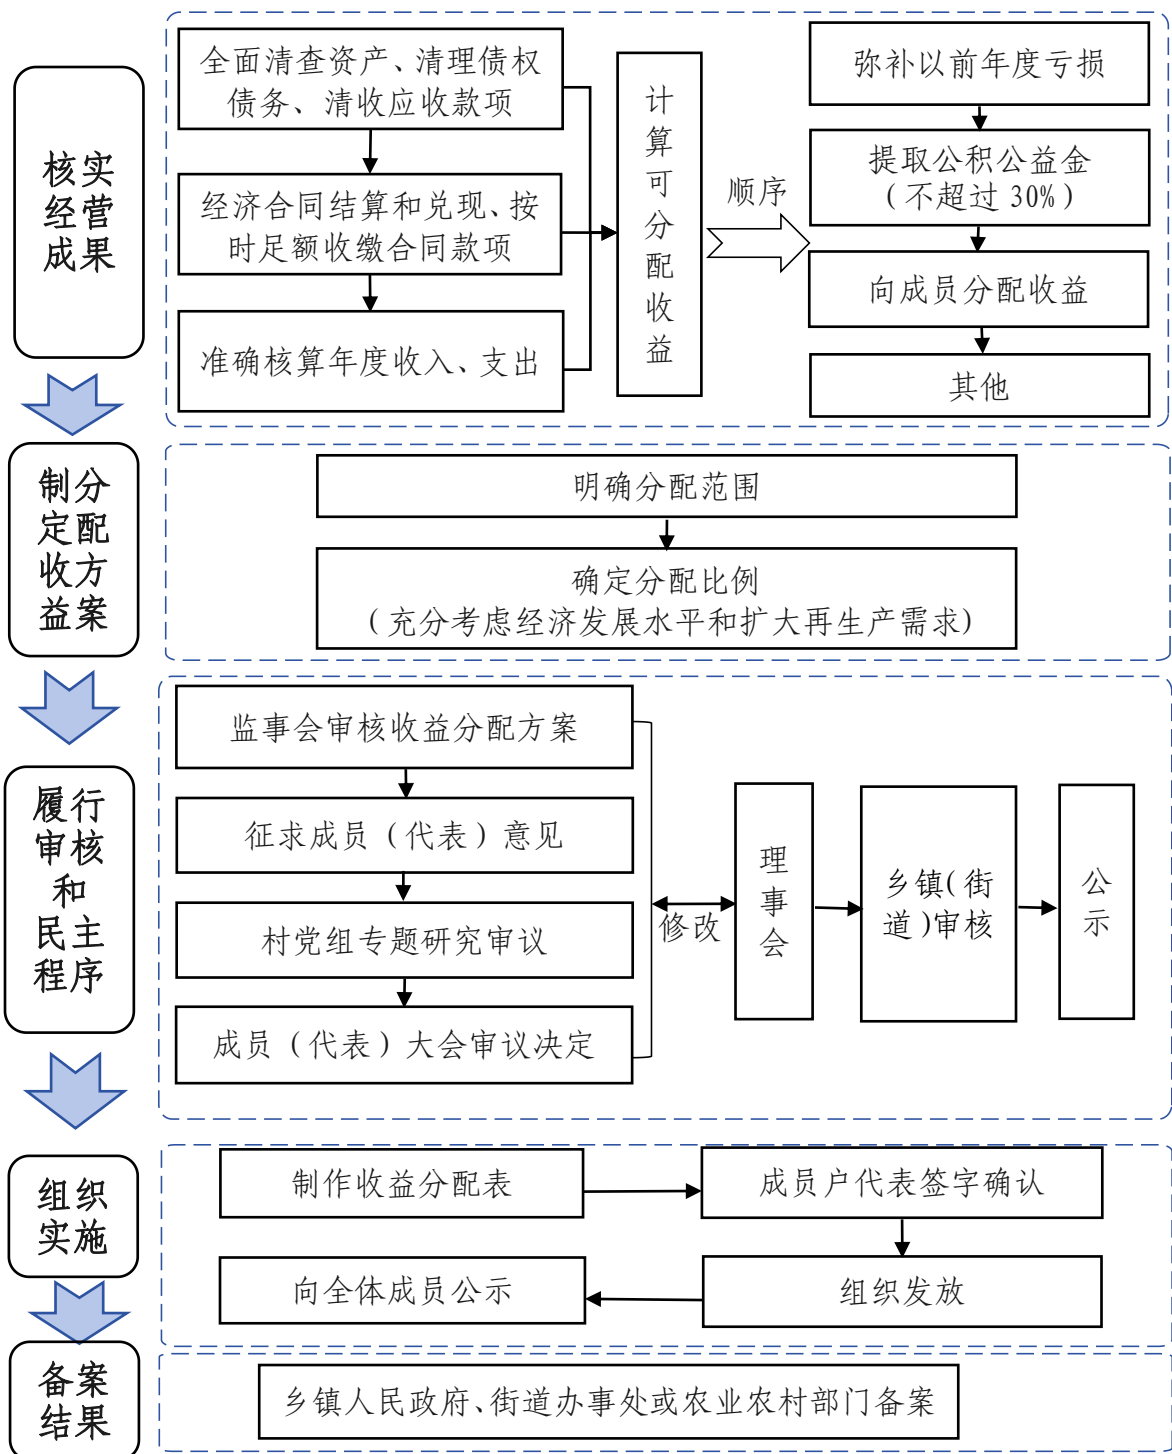 核实
经营
成果
全面清查资产、清理债权
债务、清收应收款项
经济合同结算和兑现、按
时足额收缴合同款项
准确核算年度收入、支出
计
算
可
分
配
收
益
顺序
弥补以前年度亏损
提取公积公益金
（不超过 30%）
向成员分配收益
其他
制分
定配
收方
益案
明确分配范围
确定分配比例
(充分考虑经济发展水平和扩大再生产需求)
履行
审核
和
民主
程序
监事会审核收益分配方案
征求成员（代表）意见
村党组专题研究审议
成员（代表）大会审议决定
修改
理
事
会
乡镇(街
道)审核
公
示
组织
实施
制作收益分配表
成员户代表签字确认
向全体成员公示
组织发放
备案
结果
乡镇人民政府、街道办事处或农业农村部门备案